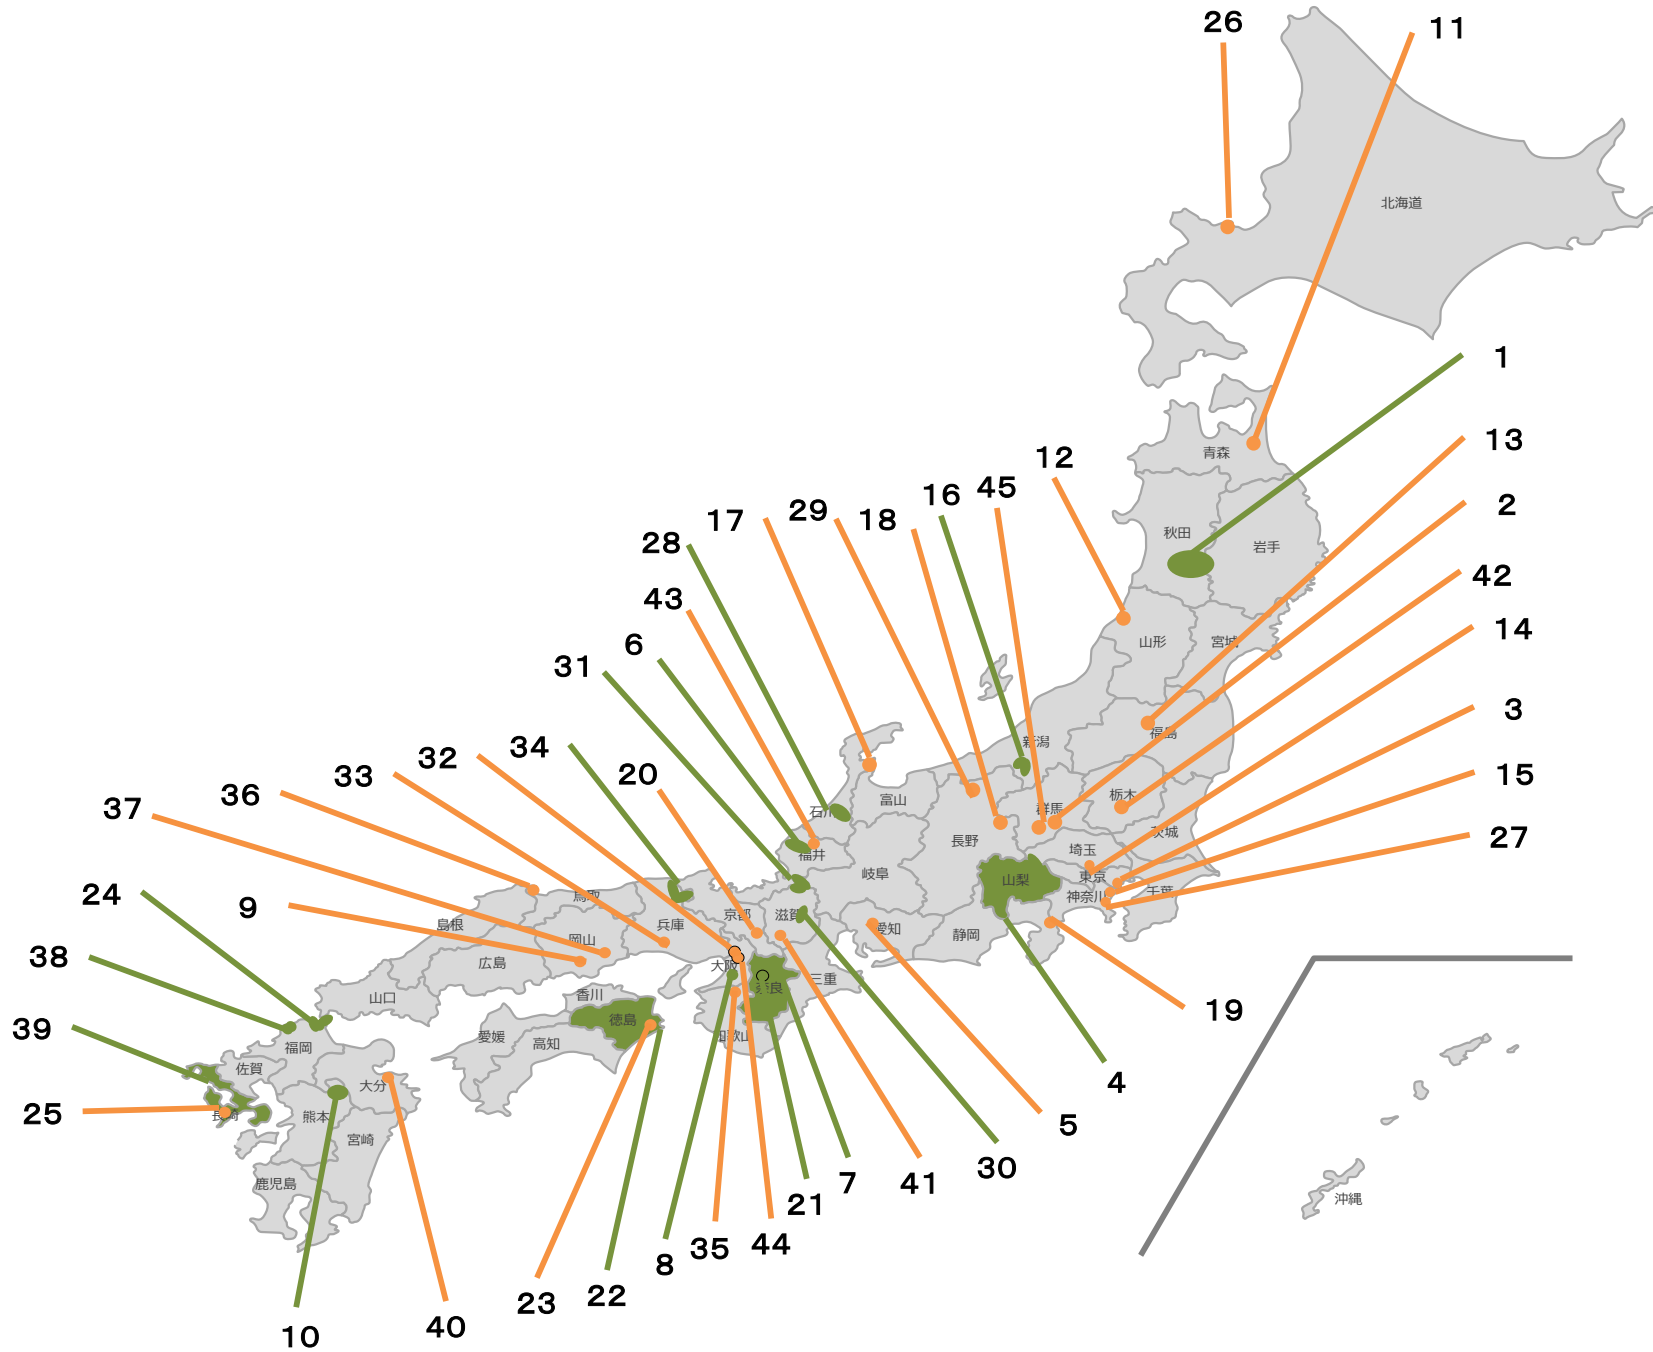 26
11
北海道
1
13
青森
12
2
45
16
29
18
17
秋田
28
岩手
42
43
14
山形
宮城
6
31
3
福島
新潟
34
32
20
33
15
36
栃木
富山
37
群馬
石川
茨城
27
長野
埼玉
福井
岐阜
東京
山梨
千葉
24
鳥取
神奈川
9
京都
滋賀
島根
兵庫
愛知
静岡
岡山
38
広島
大阪
三重
奈良
香川
山口
19
徳島
39
愛媛
和歌山
高知
福岡
佐賀
4
大分
25
長崎
熊本
5
宮崎
30
7
41
鹿児島
沖縄
21
44
35
8
22
23
40
10